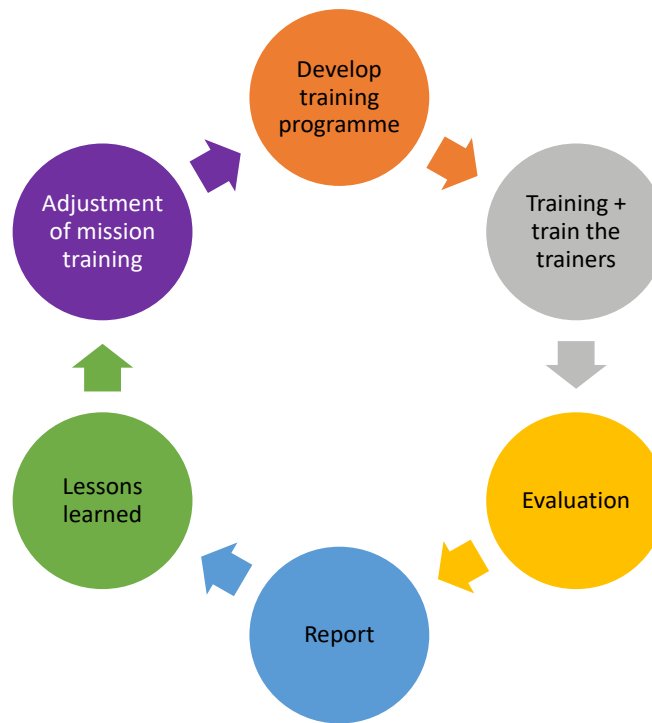 Develop
training
programme
Training +
train the
trainers
Evaluation
Report
Lessons
learned
Adjustment
of mission
training